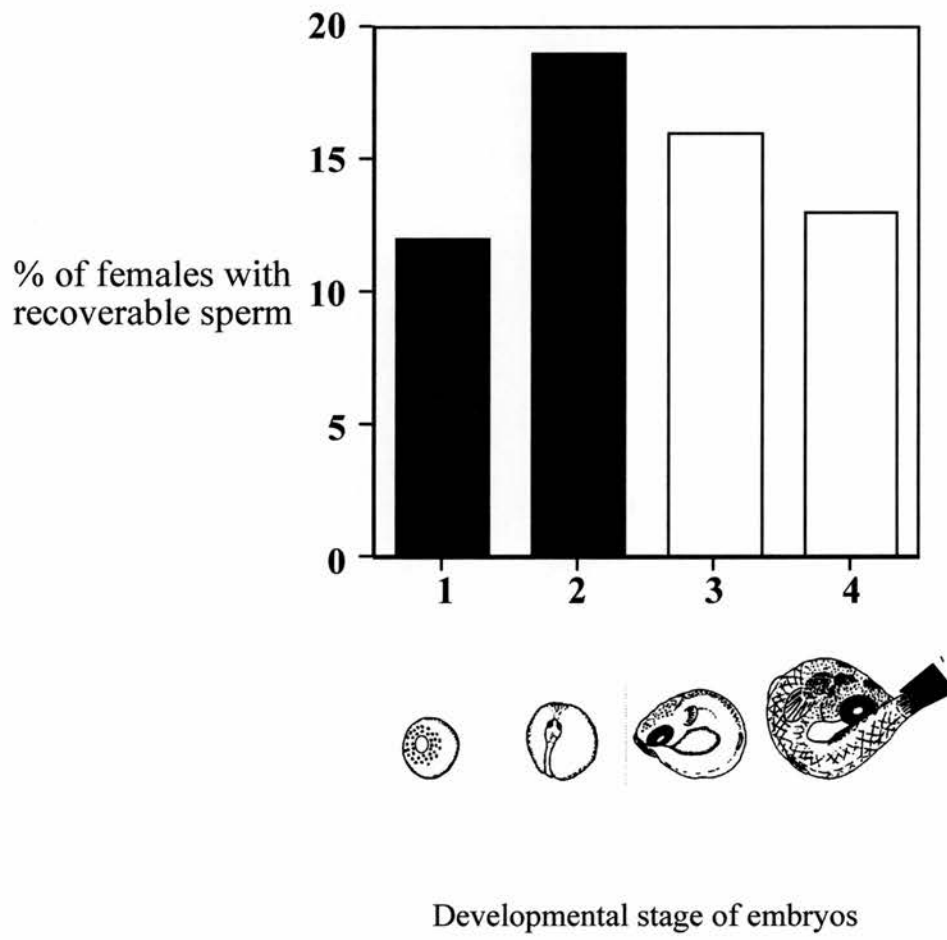 20
15
% of females with
recoverable sperm
10
5
0
1 2 3 4
Developmental stage of embryos